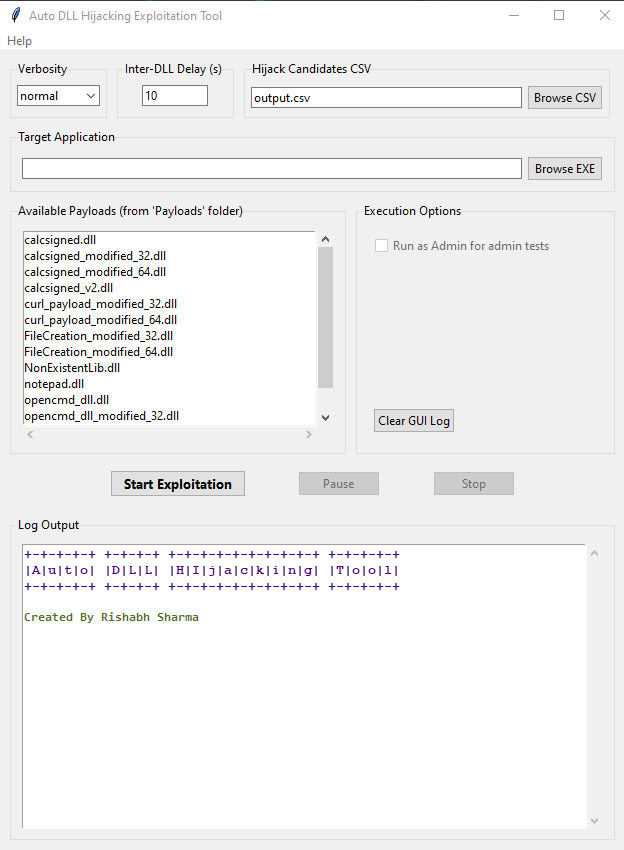 Auto DLL Hijacking Exploitation Tool
Help
Verbosity
normal
Inter-DLL Delay (s)
10
Hijack Candidates CSV
output.csv
Browse CSV
Target Application
Browse EXE
Available Payloads (from 'Payloads' folder)
calcsigned.dll
calcsigned_modified_32.dll
calcsigned_modified_64.dll
calcsigned_v2.dll
curl_payload_modified_32.dll
curl_payload_modified_64.dll
FileCreation_modified_32.dll
FileCreation_modified_64.dll
NonExistentLib.dll
notepad.dll
opencmd_dll.dll
opencmd_dll_modified_32.dll
Execution Options
Run as Admin for admin tests
Clear GUI Log
Start Exploitation
Pause
Stop
Log Output
+-+-+-+-+ +-+-+-+ +-+-+-+-+-+-+-+-+-+ +-+-+-+-+
|A|u|t|o| |D|L|L| |H|I|j|a|c|k|i|n|g| |T|o|o|l|
+-+-+-+-+ +-+-+-+ +-+-+-+-+-+-+-+-+-+ +-+-+-+-+
Created By Rishabh Sharma